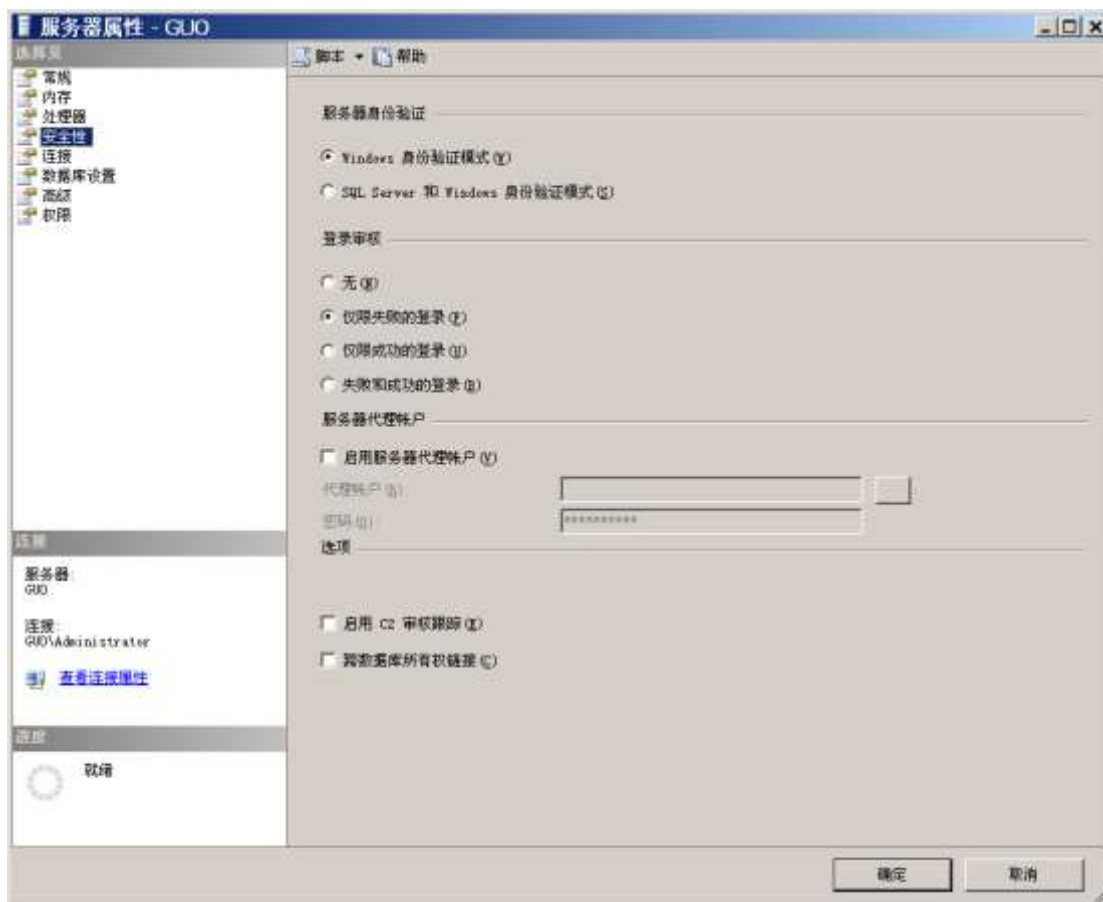 服务器属性 - GUO
选择页
常规
内存
处理器
安全性
连接
数据库设置
高级
权限
脚本
帮助
服务器身份验证
Windows 身份验证模式(W)
SQL Server 和 Windows 身份验证模式(S)
登录审核
无(N)
仅限失败的登录(F)
仅限成功的登录(U)
失败和成功的登录(B)
服务器代理帐户
启用服务器代理帐户(V)
代理帐户(A):
密码(Q):
**********
选项
启用 C2 审核跟踪(E)
跨数据库所有权链接(C)
连接
服务器:
GUO
连接:
GUO\Administrator
查看连接属性
进度
就绪
确定
取消